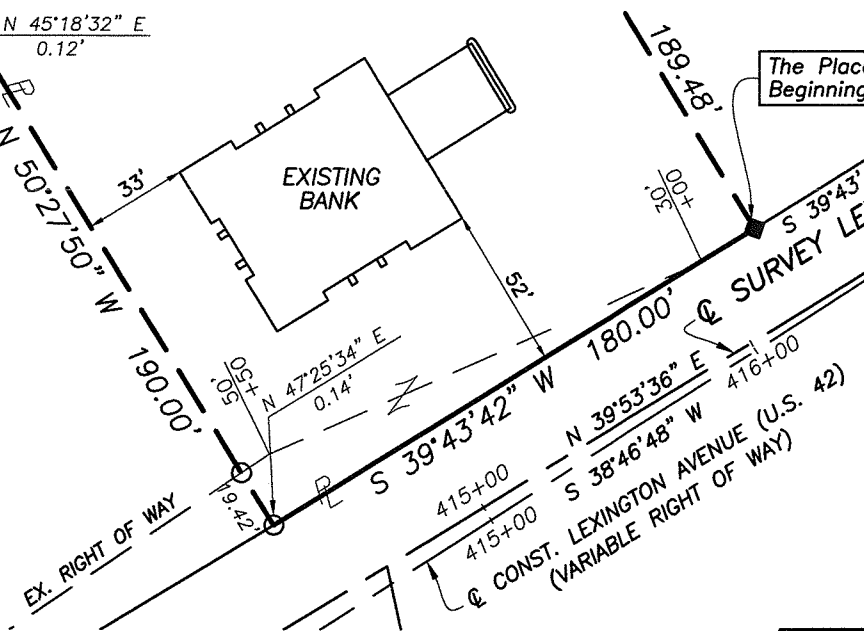 N 45°18'32" E
0.12'
189.48'
The Place
Beginning
PL
N 50°27'50" W 190.00'
33'
EXISTING
BANK
+00
30'
S 39°43'
52'
℄ SURVEY LE
+50
50'
N 47°25'34" E
0.14'
S 39°43'42" W 180.00'
N 39°53'36" E
416+00
S 38°46'48" W
19.42'
PL
415+00
415+00
EX. RIGHT OF WAY
℄ CONST. LEXINGTON AVENUE (U.S. 42)
(VARIABLE RIGHT OF WAY)